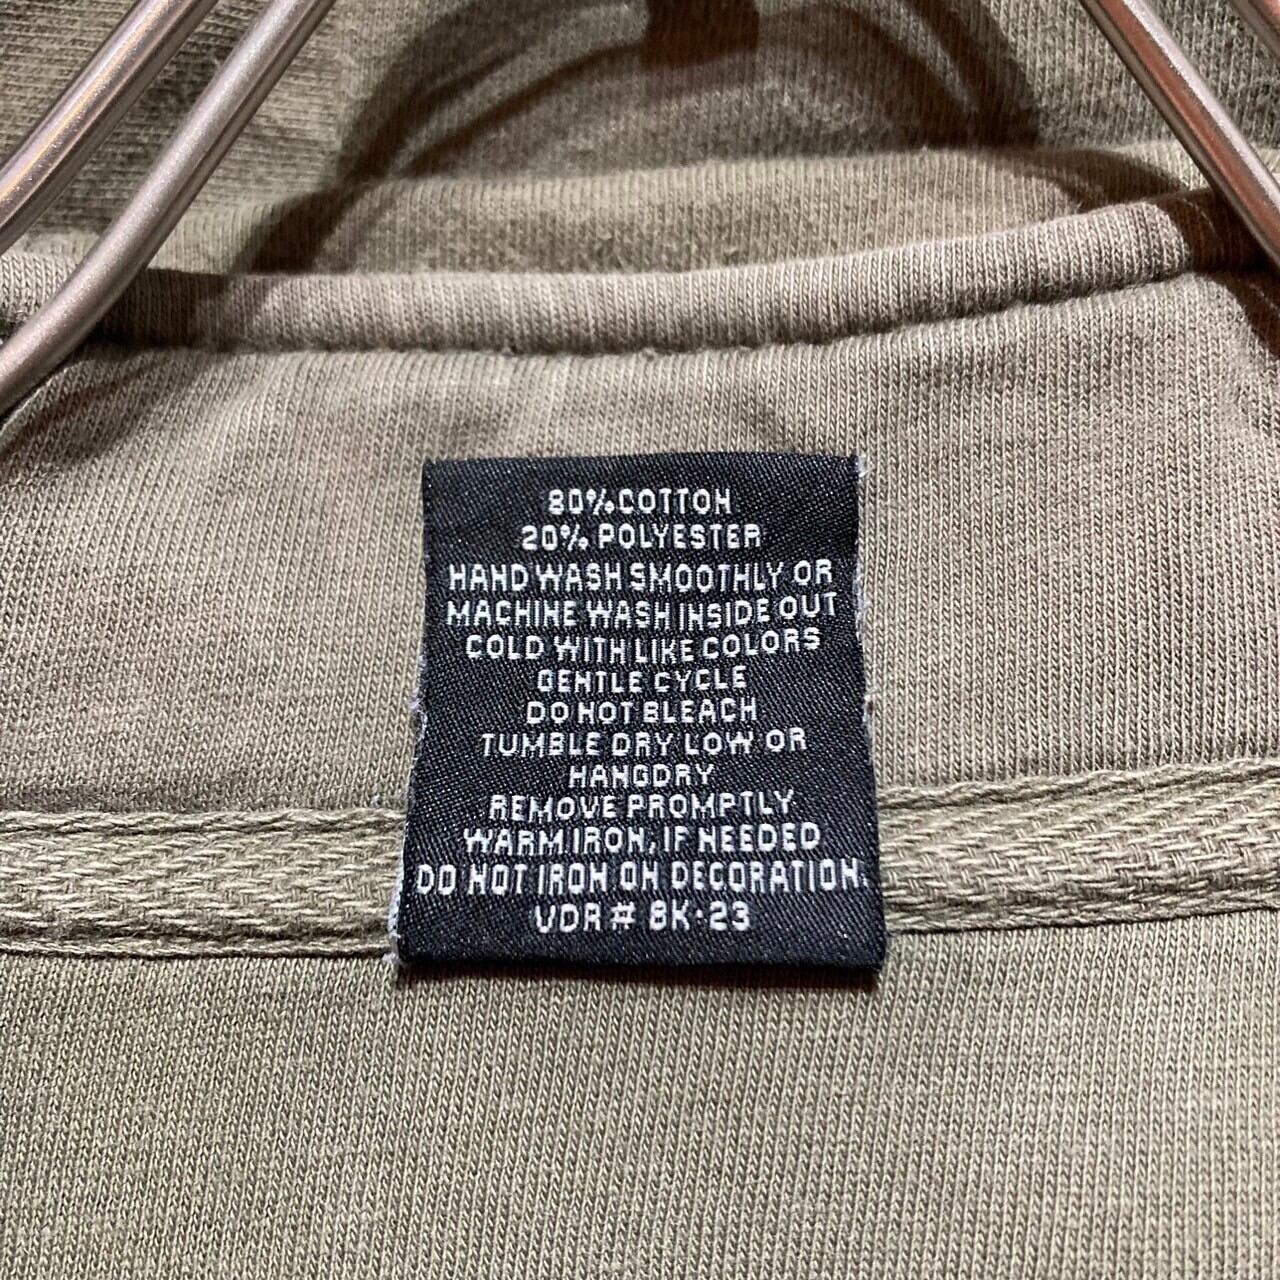 80% COTTON
20% POLYESTER
HAND WASH SMOOTHLY OR
MACHINE WASH INSIDE OUT
COLD WITH LIKE COLORS
GENTLE CYCLE
DO NOT BLEACH
TUMBLE DRY LOW OR
HANGDRY
REMOVE PROMPTLY
WARM IRON, IF NEEDED
DO NOT IRON ON DECORATION.
VDR # 8K-23